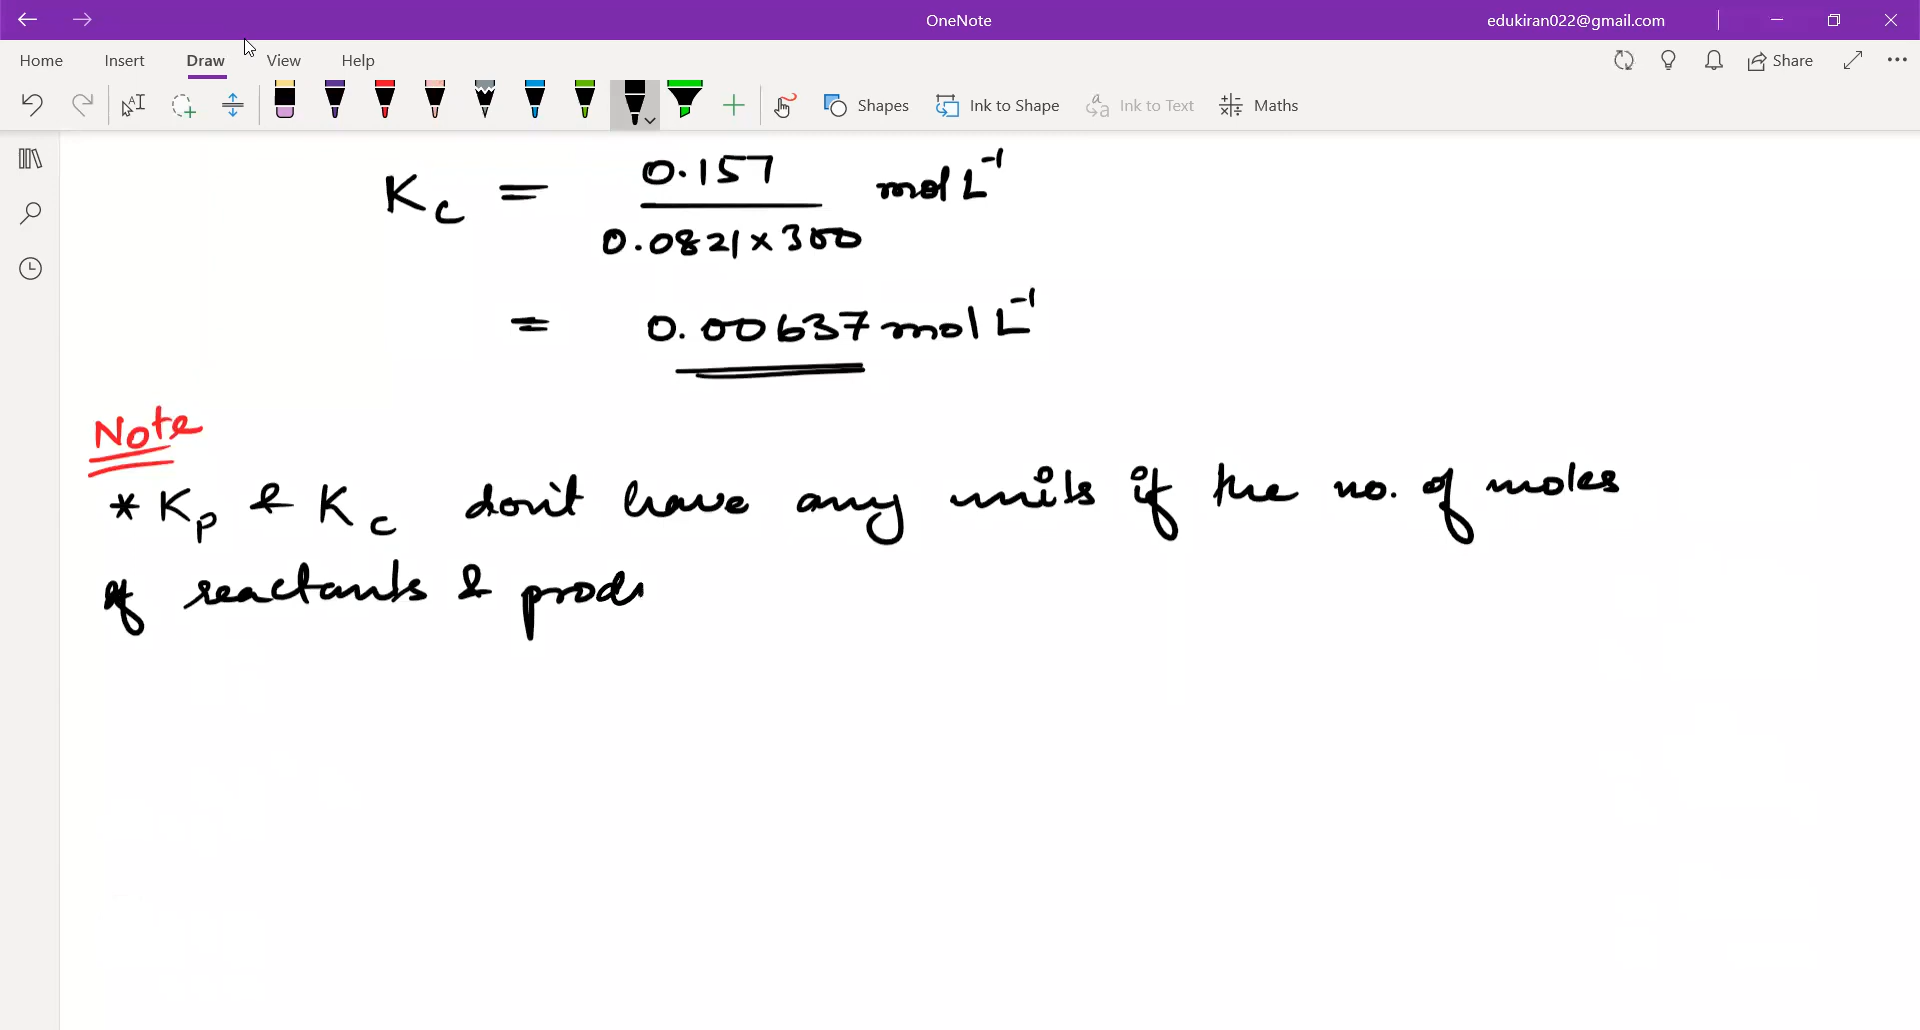 OneNote
edukiran022@gmail.com
Home Insert Draw View Help
Share
Shapes Ink to Shape Ink to Text Maths
Kc = 0.157 / 0.0821 × 300 mol L⁻¹
= 0.00637 mol L⁻¹
Note
* Kp & Kc don't have any units if the no. of moles
of reactants & prod